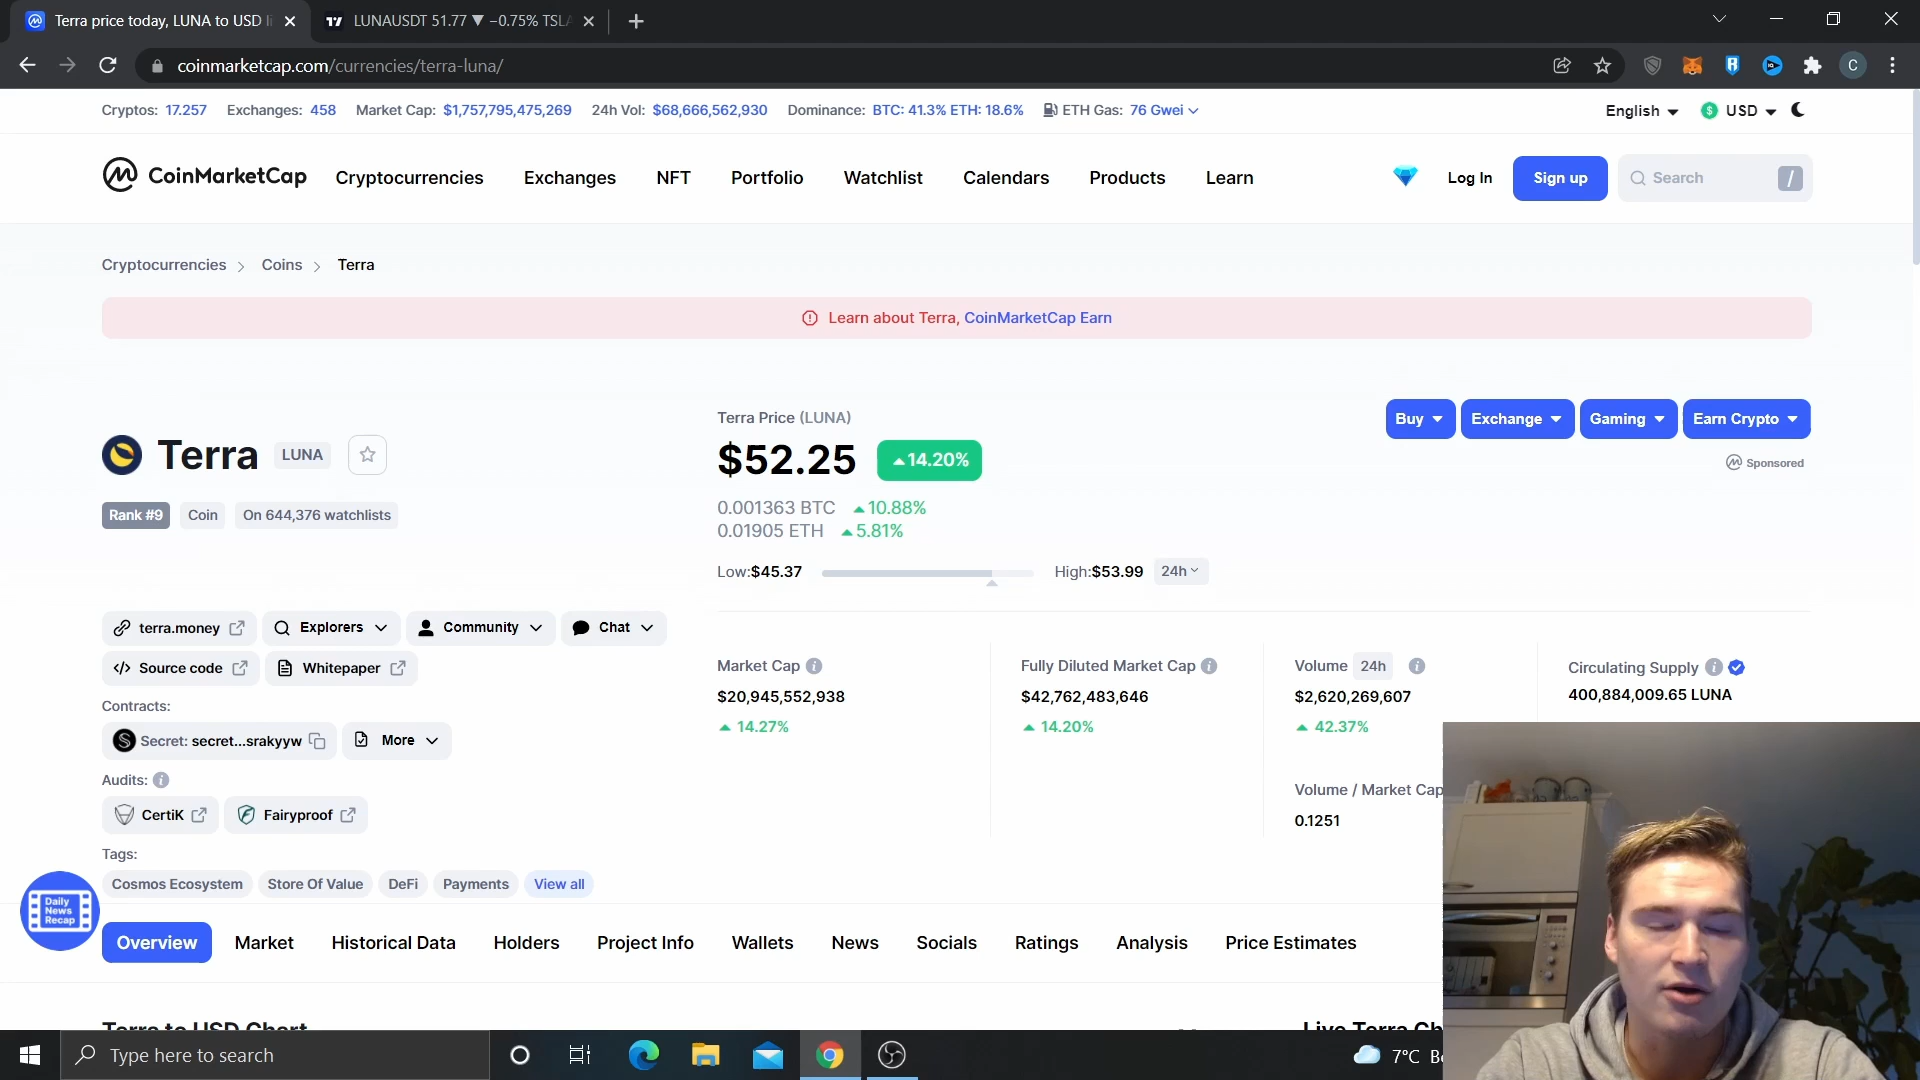 Terra price today, LUNA to USD li
LUNAUSDT 51.77 ▼ −0.75% TSLA
coinmarketcap.com/currencies/terra-luna/
C
Cryptos: 17.257 Exchanges: 458 Market Cap: $1,757,795,475,269 24h Vol: $68,666,562,930 Dominance: BTC: 41.3% ETH: 18.6% ETH Gas: 76 Gwei
English USD
CoinMarketCap Cryptocurrencies Exchanges NFT Portfolio Watchlist Calendars Products Learn Log In Sign up Search /
Cryptocurrencies > Coins > Terra
Learn about Terra, CoinMarketCap Earn
Terra LUNA
Rank #9 Coin On 644,376 watchlists
Terra Price (LUNA)
$52.25 14.20%
0.001363 BTC 10.88%
0.01905 ETH 5.81%
Low:$45.37 High:$53.99 24h
Buy Exchange Gaming Earn Crypto
Sponsored
terra.money Explorers Community Chat
Source code Whitepaper
Contracts:
Secret: secret...srakyyw More
Audits:
CertiK Fairyproof
Tags:
Cosmos Ecosystem Store Of Value DeFi Payments View all
Market Cap
$20,945,552,938
14.27%
Fully Diluted Market Cap
$42,762,483,646
14.20%
Volume 24h
$2,620,269,607
42.37%
Volume / Market Cap
0.1251
Circulating Supply
400,884,009.65 LUNA
Daily
News
Recap
Overview Market Historical Data Holders Project Info Wallets News Socials Ratings Analysis Price Estimates
Terra to USD Chart
Live Terra Ch
Type here to search
7°C Be